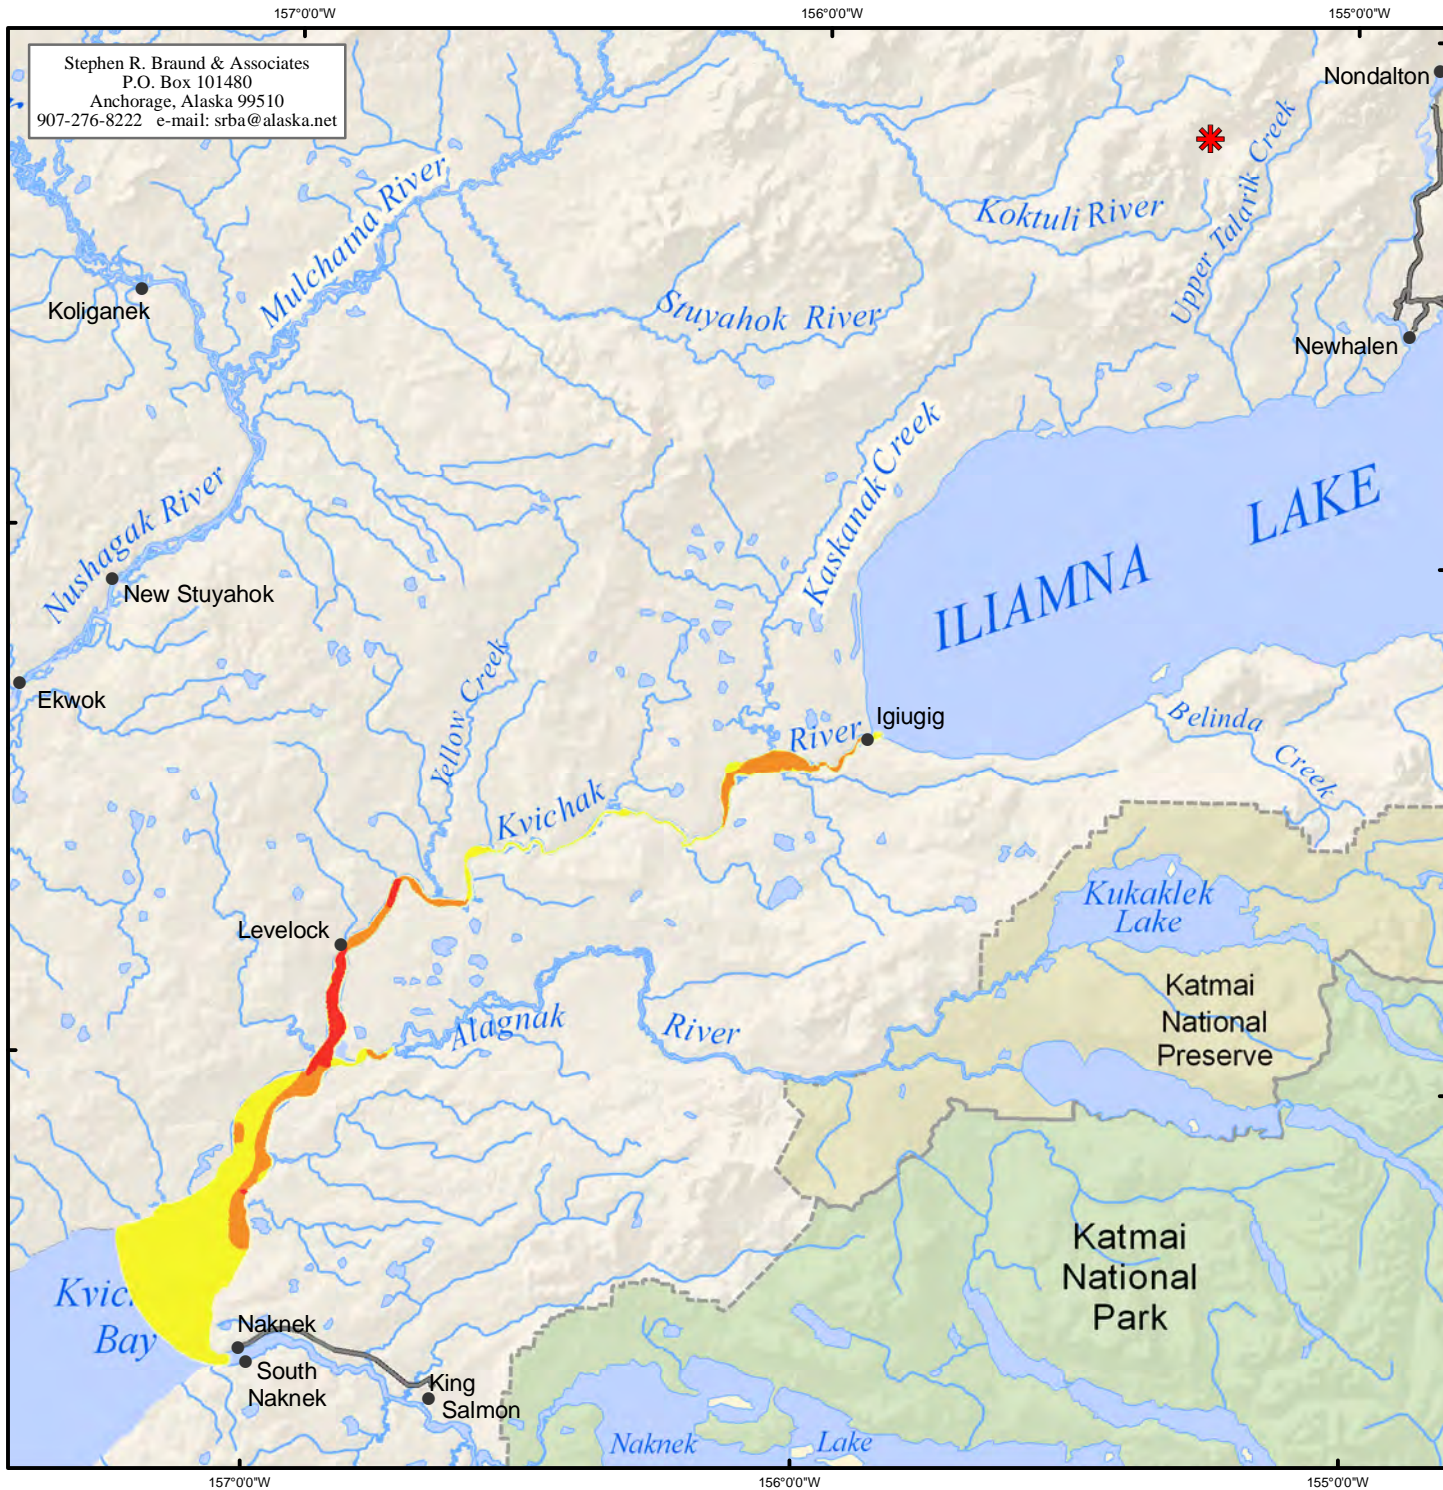 157°0'0"W
156°0'0"W
155°0'0"W
Stephen R. Braund & Associates
P.O. Box 101480
Anchorage, Alaska 99510
907-276-8222 e-mail: srba@alaska.net
Nondalton
Mulchatna River
Koktuli River
Upper Talarik Creek
Koliganek
Stuyahok River
Newhalen
Kaskanak Creek
Nushagak River
ILIAMNA LAKE
New Stuyahok
Ekwok
Yellow Creek
Igiugig
Belinda Creek
Kvichak River
Kukaklek
Lake
Levelock
Alagnak River
Katmai
National
Preserve
Katmai
National
Park
Kvic
Bay
Naknek
South
Naknek
King
Salmon
Naknek Lake
157°0'0"W
156°0'0"W
155°0'0"W